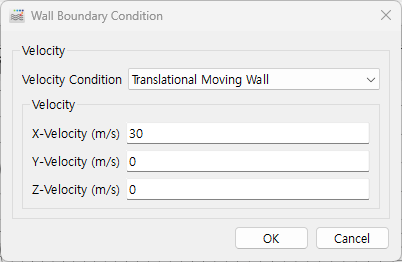 Wall Boundary Condition
Velocity
Velocity Condition Translational Moving Wall
Velocity
X-Velocity (m/s) 30
Y-Velocity (m/s) 0
Z-Velocity (m/s) 0
OK Cancel